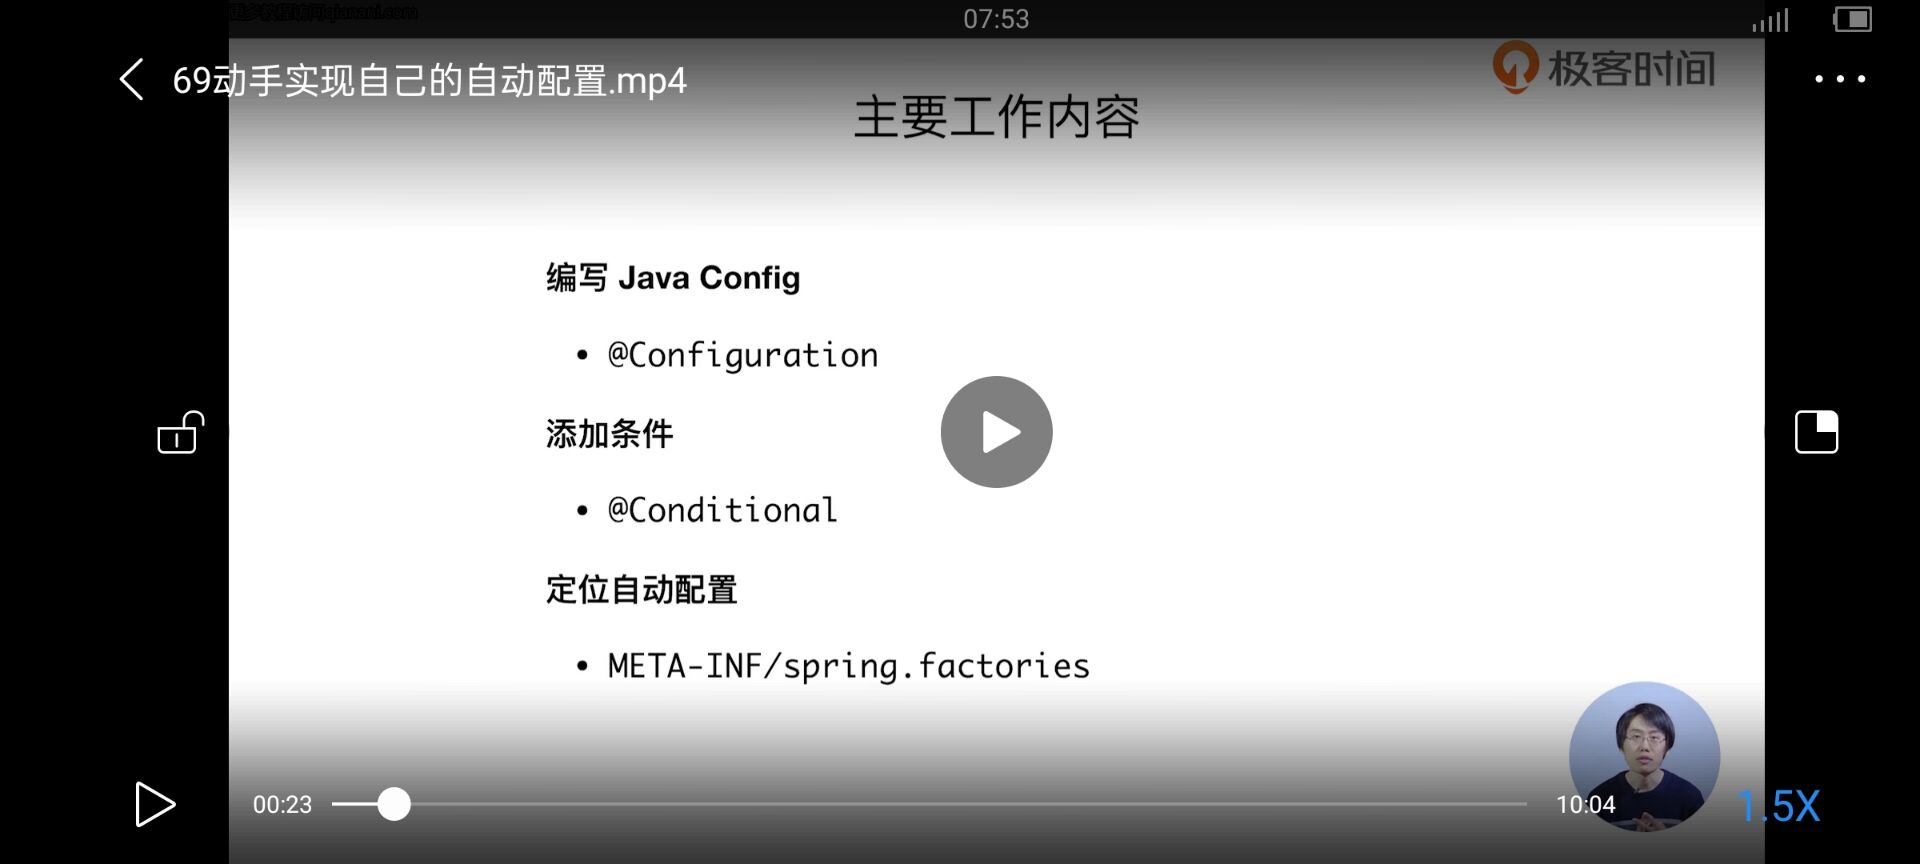 07:53
69动手实现自己的自动配置.mp4
极客时间
主要工作内容
编写 Java Config
• @Configuration
添加条件
• @Conditional
定位自动配置
• META-INF/spring.factories
00:23
10:04
1.5X